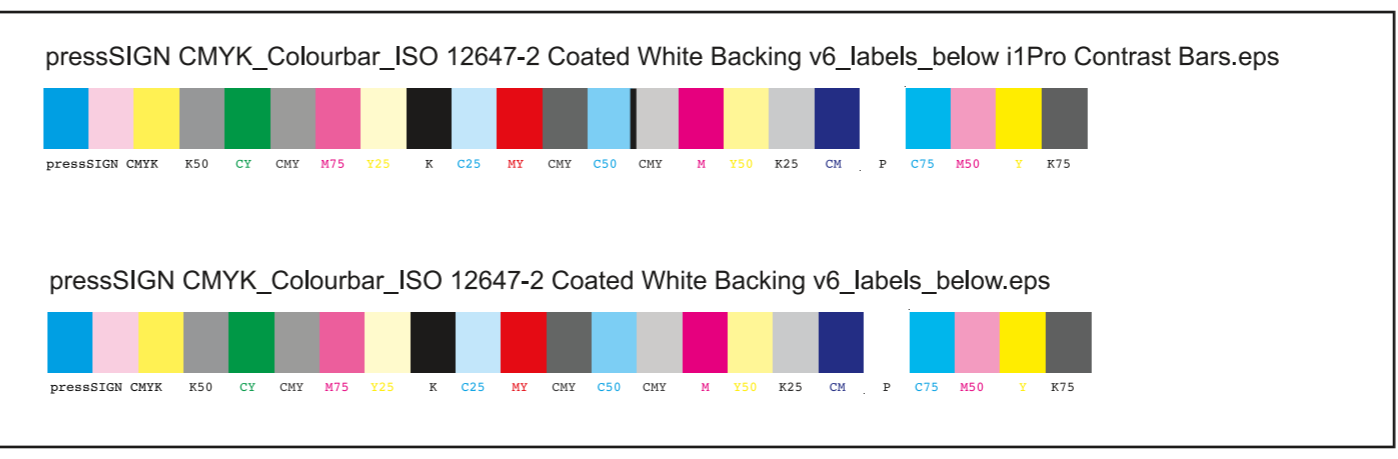 pressSIGN CMYK_Colourbar_ISO 12647-2 Coated White Backing v6_labels_below i1Pro Contrast Bars.eps
pressSIGN CMYK K50 CY CMY M75 Y25 K C25 MY CMY C50 CMY M Y50 K25 CM P C75 M50 Y K75
pressSIGN CMYK_Colourbar_ISO 12647-2 Coated White Backing v6_labels_below.eps
pressSIGN CMYK K50 CY CMY M75 Y25 K C25 MY CMY C50 CMY M Y50 K25 CM P C75 M50 Y K75